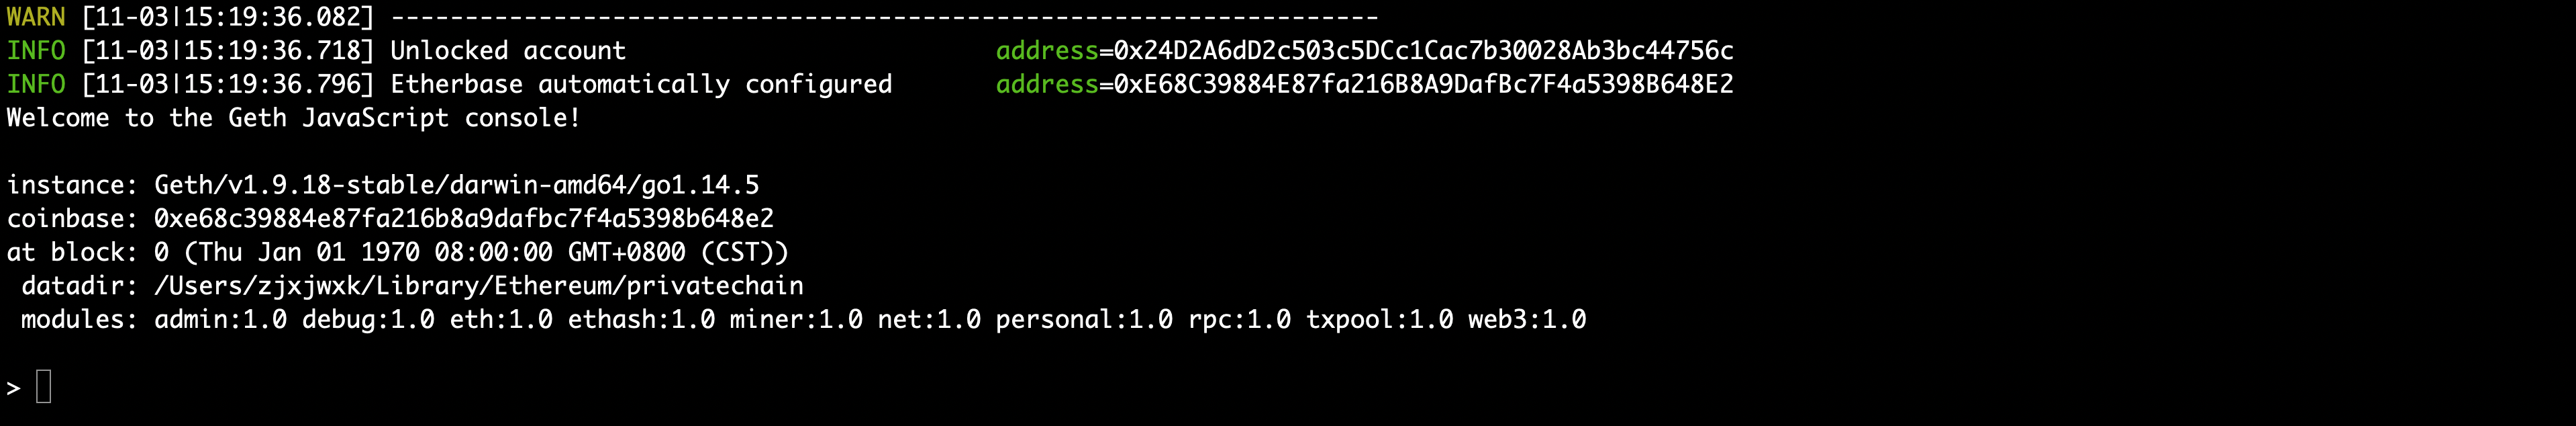 WARN [11-03|15:19:36.082] -------------------------------------------------------------------
INFO [11-03|15:19:36.718] Unlocked account                         address=0x24D2A6dD2c503c5DCc1Cac7b30028Ab3bc44756c
INFO [11-03|15:19:36.796] Etherbase automatically configured       address=0xE68C39884E87fa216B8A9DafBc7F4a5398B648E2
Welcome to the Geth JavaScript console!
instance: Geth/v1.9.18-stable/darwin-amd64/go1.14.5
coinbase: 0xe68c39884e87fa216b8a9dafbc7f4a5398b648e2
at block: 0 (Thu Jan 01 1970 08:00:00 GMT+0800 (CST))
 datadir: /Users/zjxjwxk/Library/Ethereum/privatechain
 modules: admin:1.0 debug:1.0 eth:1.0 ethash:1.0 miner:1.0 net:1.0 personal:1.0 rpc:1.0 txpool:1.0 web3:1.0
>